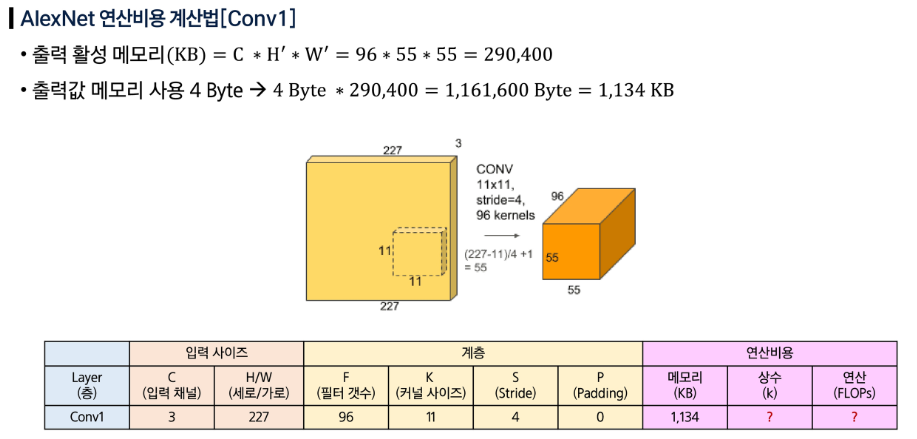 AlexNet 연산비용 계산법[Conv1]
• 출력 활성 메모리(KB) = C ∗ H′ ∗ W′ = 96 ∗ 55 ∗ 55 = 290,400
• 출력값 메모리 사용 4 Byte → 4 Byte ∗ 290,400 = 1,161,600 Byte = 1,134 KB
227
3
CONV
11x11,
stride=4,
96 kernels
(227-11)/4 +1
= 55
11
11
227
96
55
55
입력 사이즈 계층 연산비용
Layer (층) C (입력 채널) H/W (세로/가로) F (필터 갯수) K (커널 사이즈) S (Stride) P (Padding) 메모리 (KB) 상수 (k) 연산 (FLOPs)
Conv1 3 227 96 11 4 0 1,134 ? ?